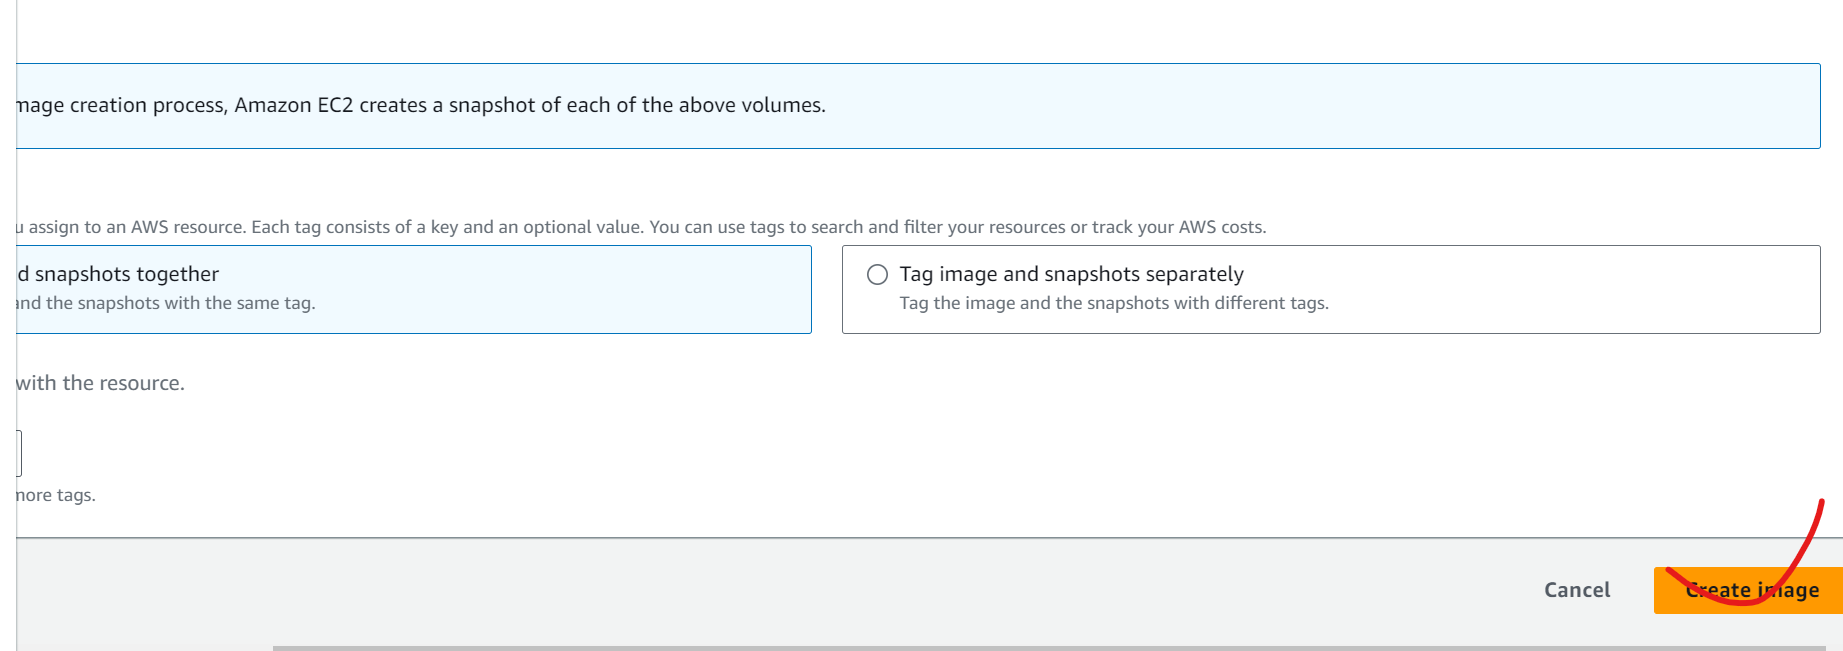 mage creation process, Amazon EC2 creates a snapshot of each of the above volumes.
u assign to an AWS resource. Each tag consists of a key and an optional value. You can use tags to search and filter your resources or track your AWS costs.
d snapshots together
and the snapshots with the same tag.
Tag image and snapshots separately
Tag the image and the snapshots with different tags.
with the resource.
more tags.
Cancel
Create image